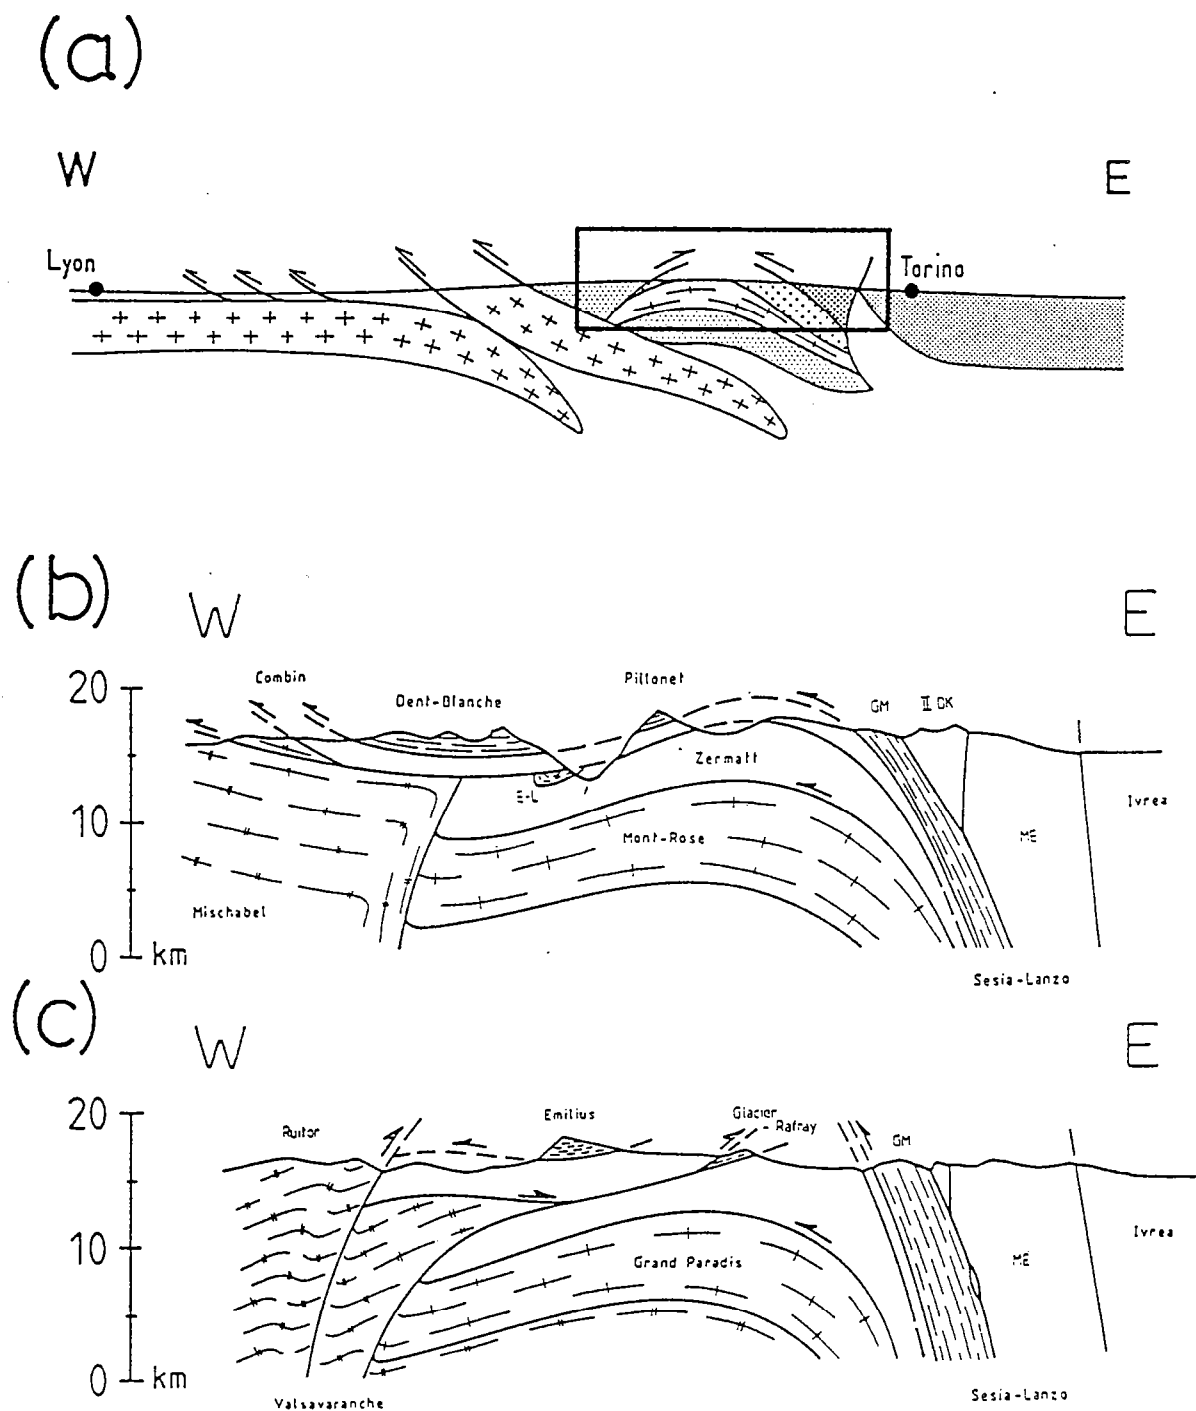 (a)
W E
Lyon Torino
(b)
W E
20
Combin Dent-Blanche Pillonet GM II DK
Zermatt
E-L
10
Mont-Rose ME Ivrea
Mischabel
0 km
Sesia-Lanzo
(c)
W E
20
Ruitor Emilius Glacier
- Rafray
GM
10
Grand Paradis ME Ivrea
0 km
Valsavaranche Sesia-Lanzo